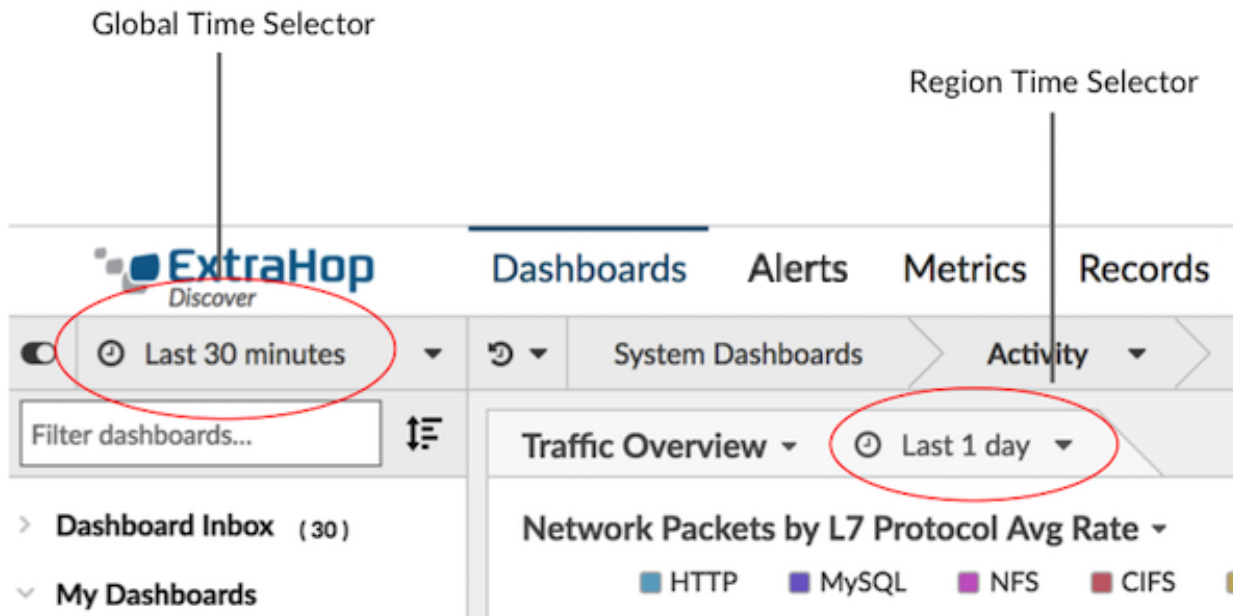 Global Time Selector
Region Time Selector
ExtraHop
Discover
Dashboards Alerts Metrics Records
Last 30 minutes
System Dashboards Activity
Filter dashboards...
Traffic Overview Last 1 day
Dashboard Inbox (30)
Network Packets by L7 Protocol Avg Rate
HTTP MySQL NFS CIFS
My Dashboards